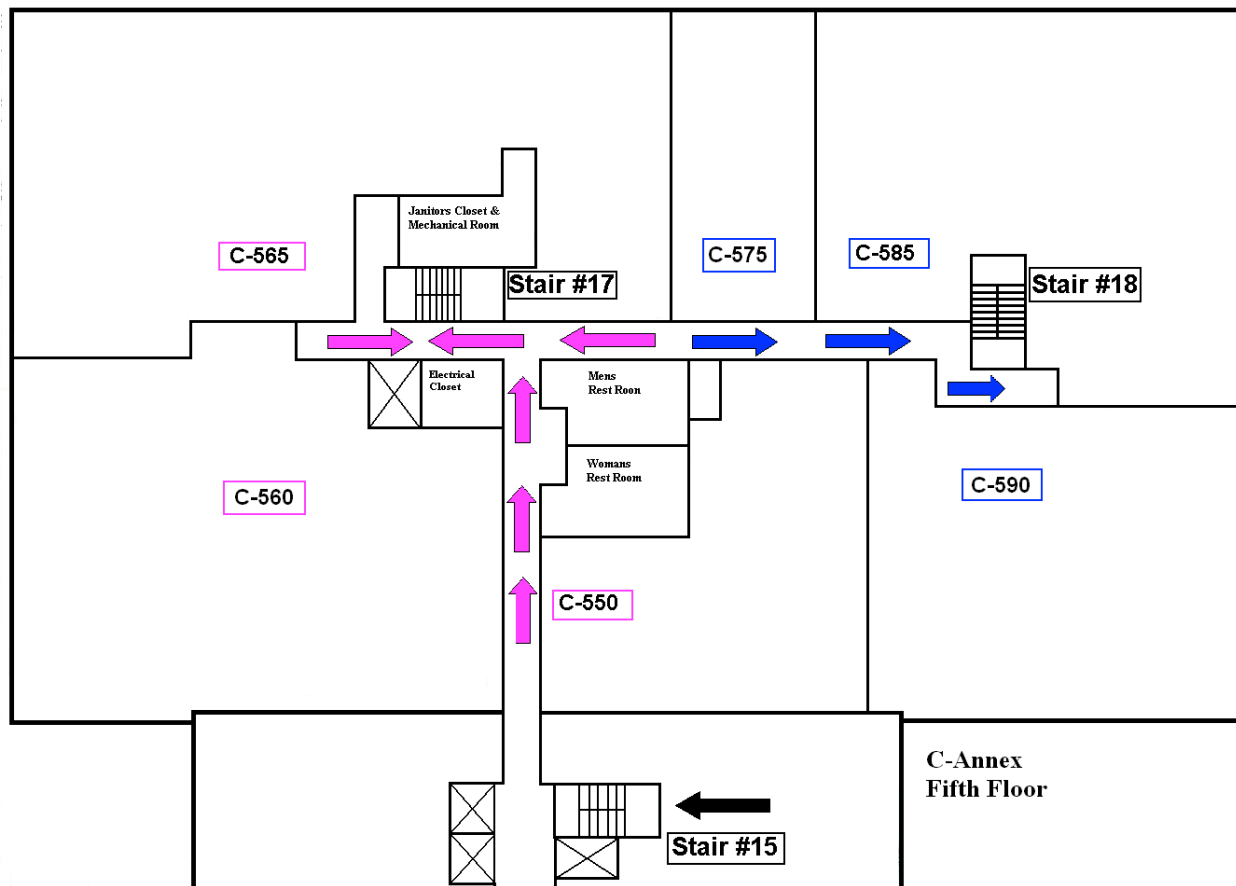 Janitors Closet &
Mechanical Room
C-565
C-575
C-585
Stair #17
Stair #18
Electrical
Closet
Mens
Rest Roon
Womans
Rest Room
C-560
C-590
C-550
C-Annex
Fifth Floor
Stair #15